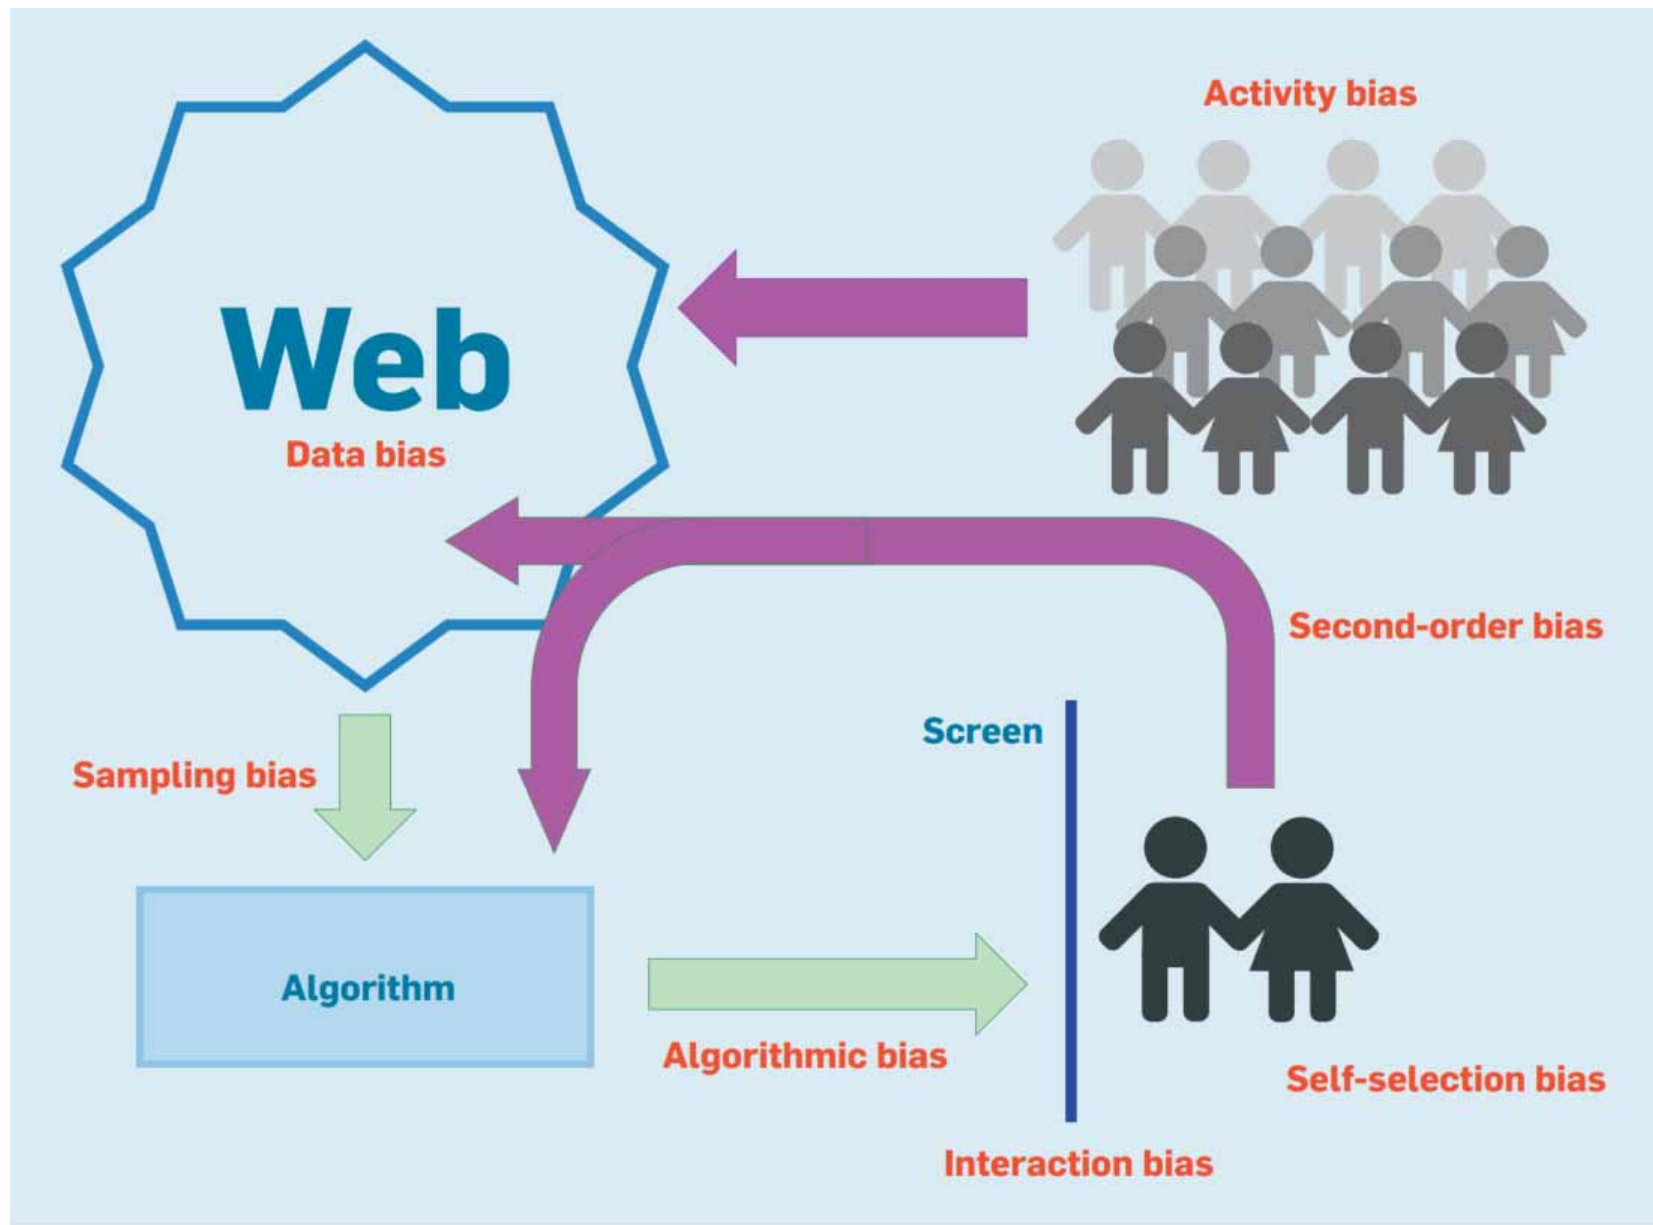 Activity bias
Web
Data bias
Second-order bias
Screen
Sampling bias
Algorithm
Algorithmic bias
Self-selection bias
Interaction bias